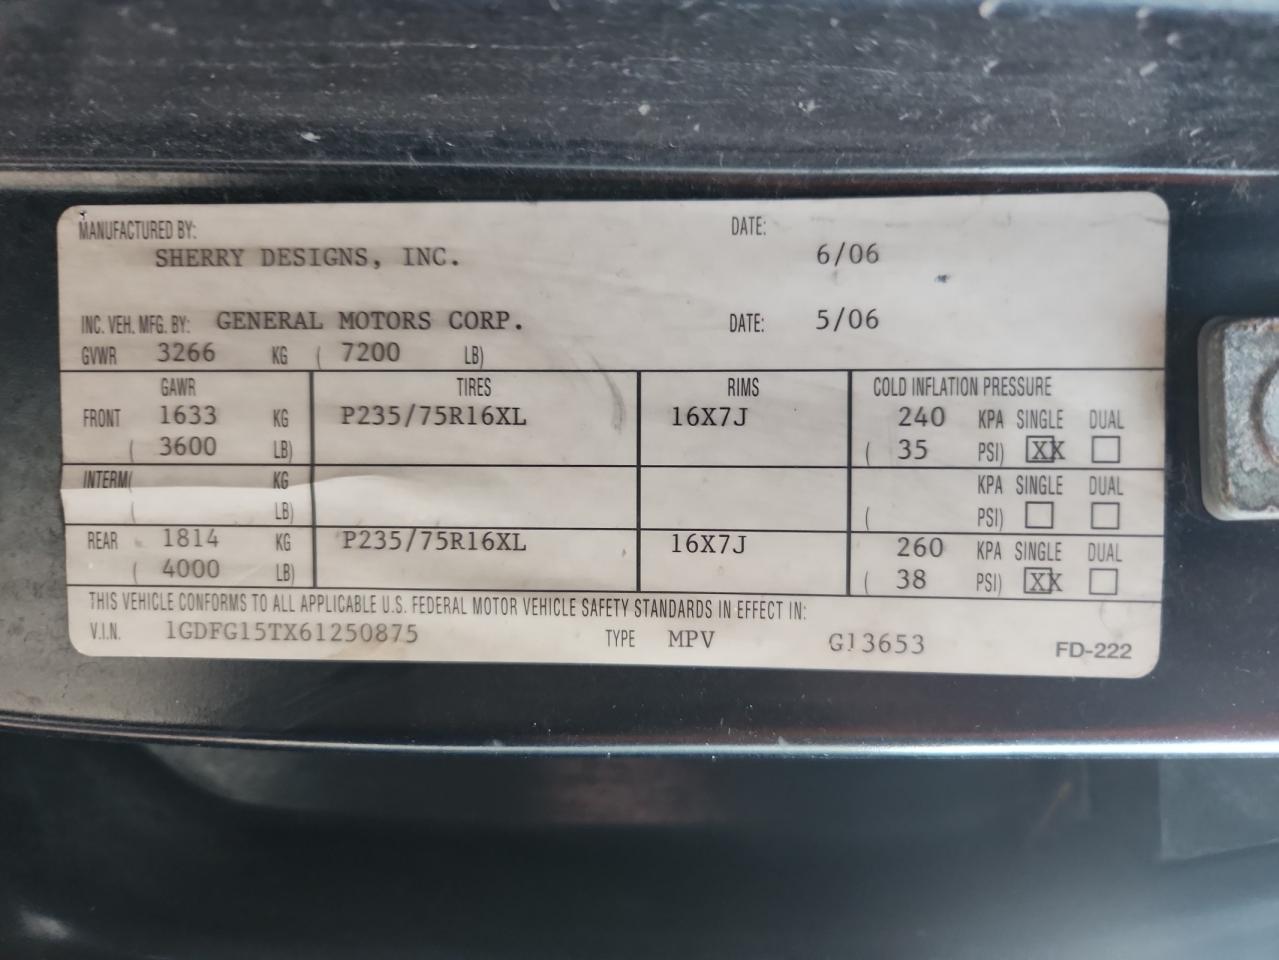 MANUFACTURED BY: DATE:
SHERRY DESIGNS, INC. 6/06
INC. VEH. MFG. BY: GENERAL MOTORS CORP. DATE: 5/06
GVWR 3266 KG ( 7200 LB)
GAWR TIRES RIMS COLD INFLATION PRESSURE
FRONT 1633 KG P235/75R16XL 16X7J 240 KPA SINGLE DUAL
( 3600 LB) ( 35 PSI) XX
INTERM( KG KPA SINGLE DUAL
( LB) ( PSI)
REAR 1814 KG P235/75R16XL 16X7J 260 KPA SINGLE DUAL
( 4000 LB) ( 38 PSI) XX
THIS VEHICLE CONFORMS TO ALL APPLICABLE U.S. FEDERAL MOTOR VEHICLE SAFETY STANDARDS IN EFFECT IN:
V.I.N. 1GDFG15TX61250875 TYPE MPV G13653 FD-222